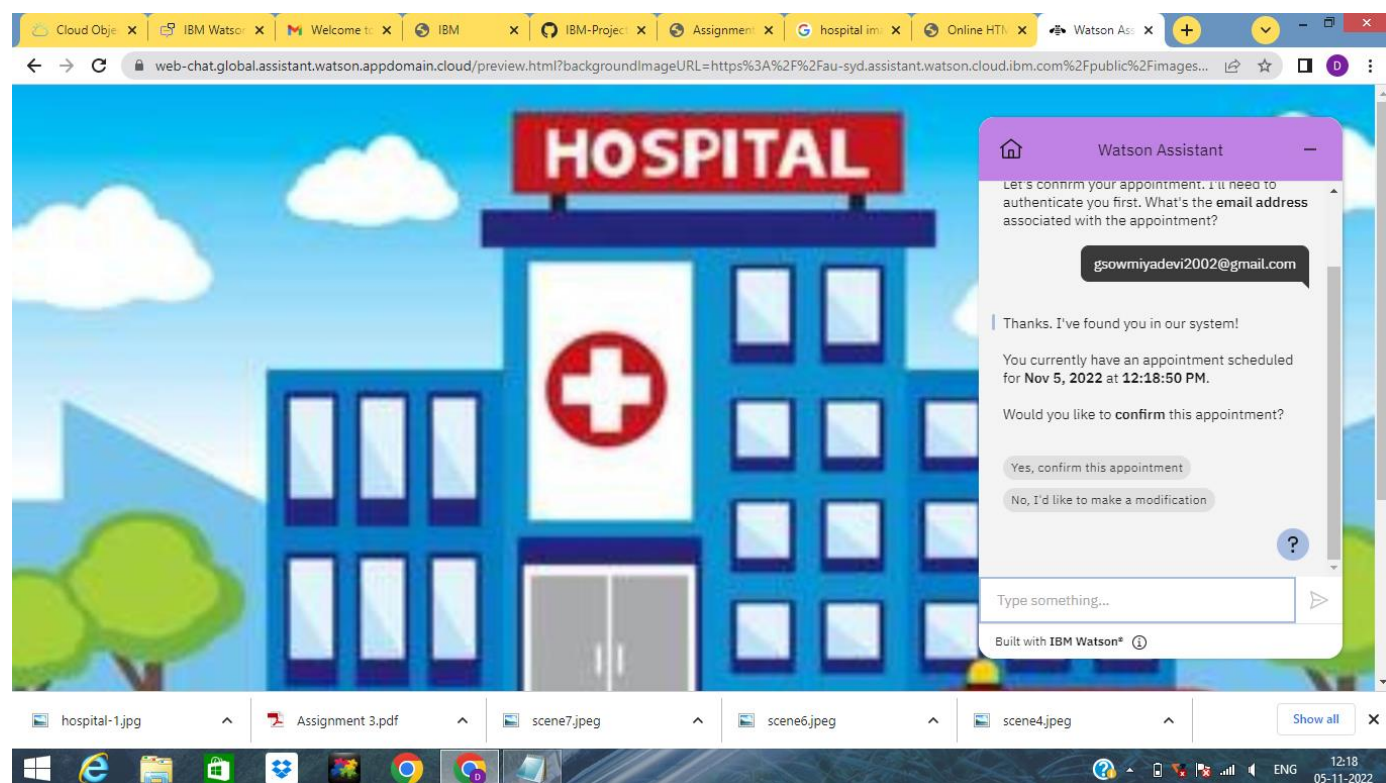 Cloud Obje
IBM Watson
Welcome to
IBM
IBM-Project
Assignment
hospital im
Online HTM
Watson Ass
web-chat.global.assistant.watson.appdomain.cloud/preview.html?backgroundImageURL=https%3A%2F%2Fau-syd.assistant.watson.cloud.ibm.com%2Fpublic%2Fimages...
D
HOSPITAL
Watson Assistant
Let's confirm your appointment. I'll need to
authenticate you first. What's the email address
associated with the appointment?
gsowmiyadevi2002@gmail.com
Thanks. I've found you in our system!
You currently have an appointment scheduled
for Nov 5, 2022 at 12:18:50 PM.
Would you like to confirm this appointment?
Yes, confirm this appointment
No, I'd like to make a modification
?
Type something...
Built with IBM Watson®
hospital-1.jpg
Assignment 3.pdf
scene7.jpeg
scene6.jpeg
scene4.jpeg
Show all
ENG
12:18
05-11-2022